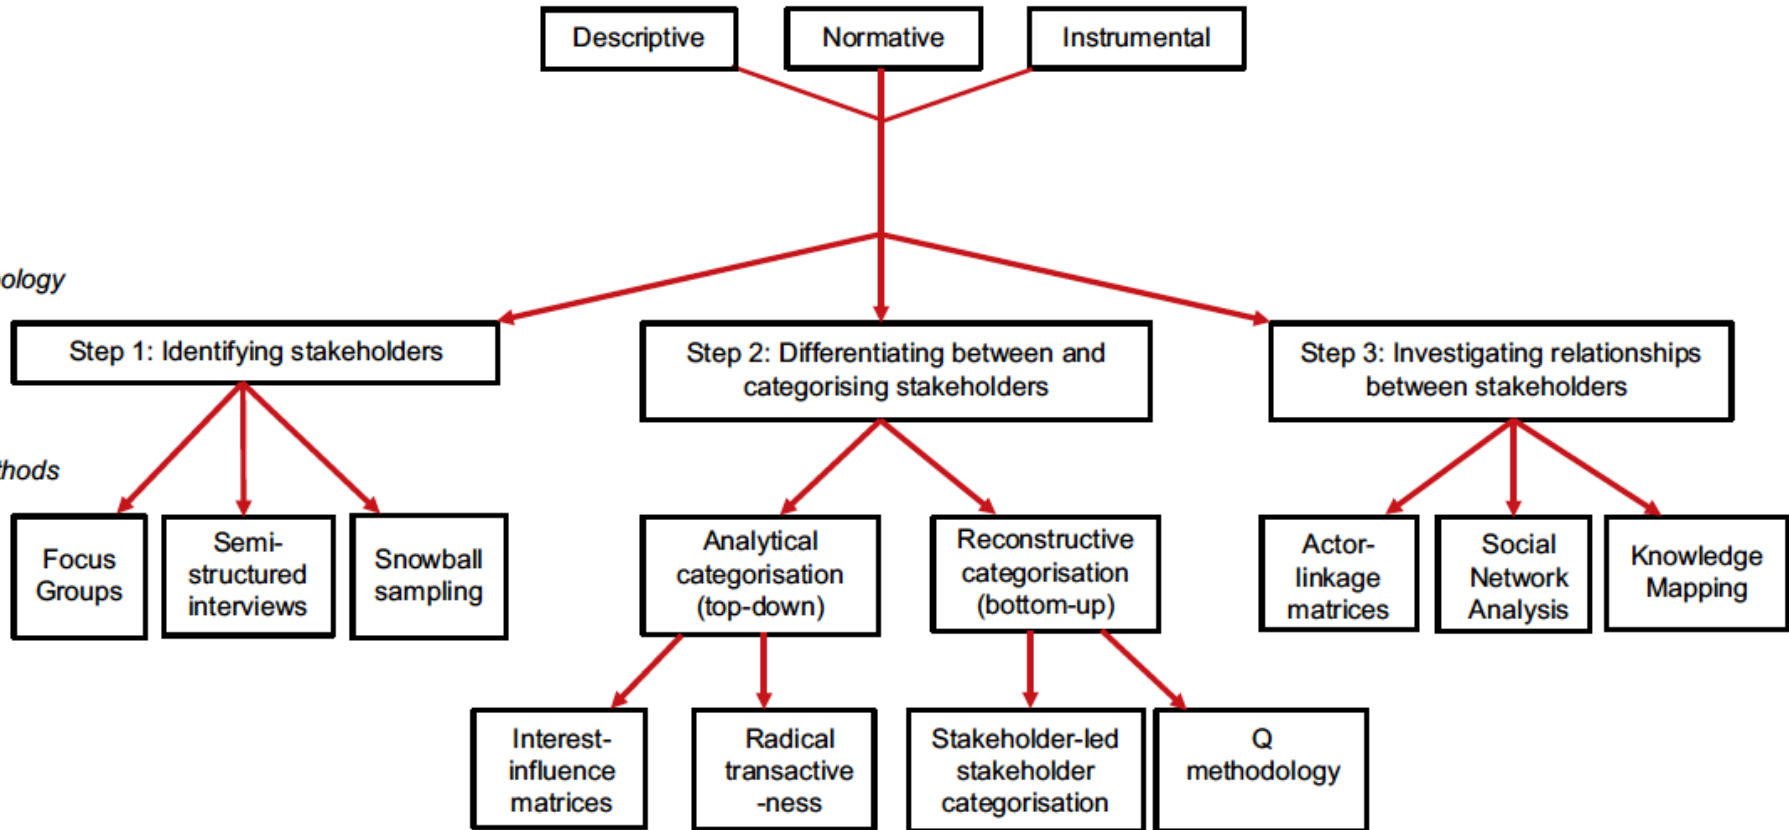 Descriptive
Normative
Instrumental
ology
Step 1: Identifying stakeholders
Step 2: Differentiating between and
categorising stakeholders
Step 3: Investigating relationships
between stakeholders
thods
Focus
Groups
Semi-
structured
interviews
Snowball
sampling
Analytical
categorisation
(top-down)
Reconstructive
categorisation
(bottom-up)
Actor-
linkage
matrices
Social
Network
Analysis
Knowledge
Mapping
Interest-
influence
matrices
Radical
transactive
-ness
Stakeholder-led
stakeholder
categorisation
Q
methodology